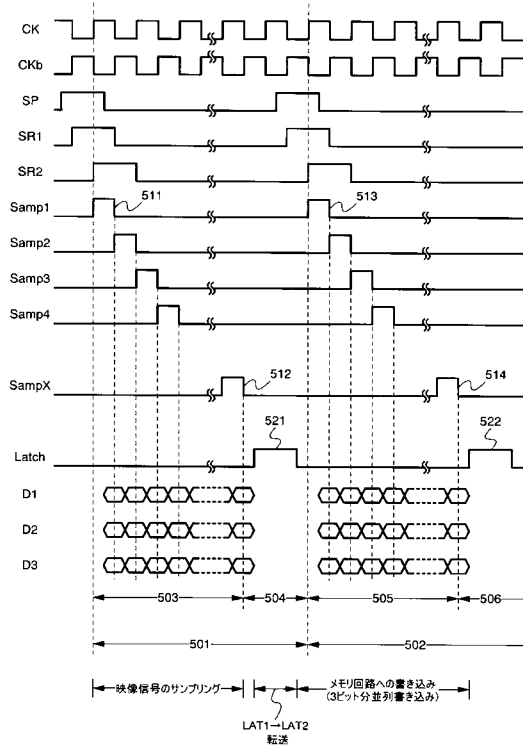 CK
CKb
SP
SR1
SR2
Samp1
511
513
Samp2
Samp3
Samp4
SampX
512
514
Latch
521
522
D1
D2
D3
503
504
505
506
501
502
映像信号のサンプリング
メモリ回路への書き込み
(3ビット分並列書き込み)
LAT1→LAT2
転送